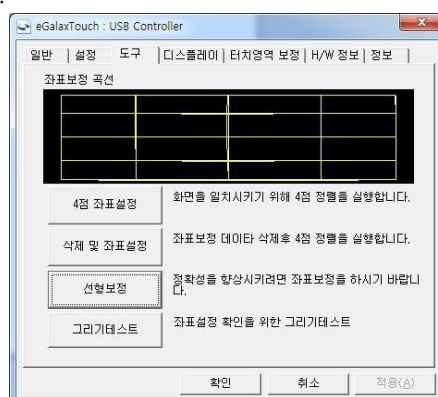 eGalaxTouch : USB Controller
일반 설정 도구 디스플레이 터치영역 보정 H/W 정보 정보
좌표보정 곡선
4점 좌표설정 화면을 일치시키기 위해 4점 정렬을 실행합니다.
삭제 및 좌표설정 좌표보정 데이타 삭제후 4점 정렬을 실행합니다.
선형보정 정확성을 향상시키려면 좌표보정을 하시기 바랍니
다.
그리기테스트 좌표설정 확인을 위한 그리기테스트
확인 취소 적용(A)